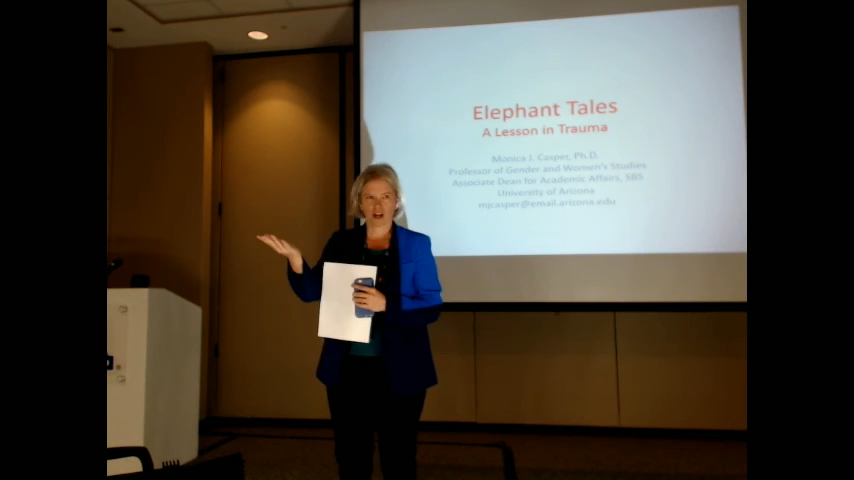 Elephant Tales
A Lesson in Trauma
Monica J. Casper, Ph.D.
Professor of Gender and Women's Studies
Associate Dean for Academic Affairs, SBS
University of Arizona
mjcasper@email.arizona.edu